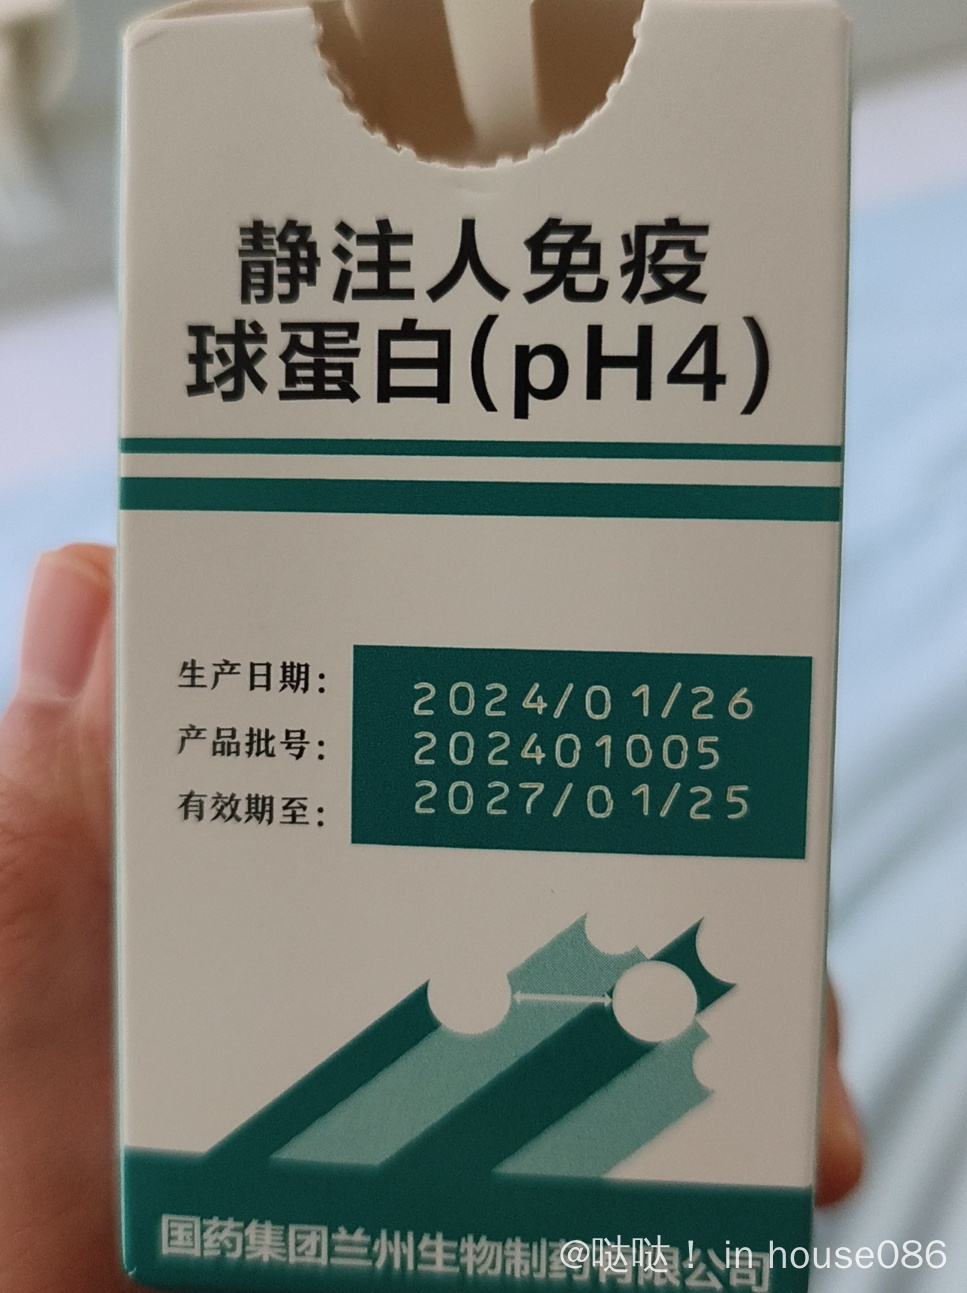 静注人免疫
球蛋白(pH4)
生产日期: 2024/01/26
产品批号: 202401005
有效期至: 2027/01/25
国药集团兰州生物制药有限公司
@哒哒！ in house086